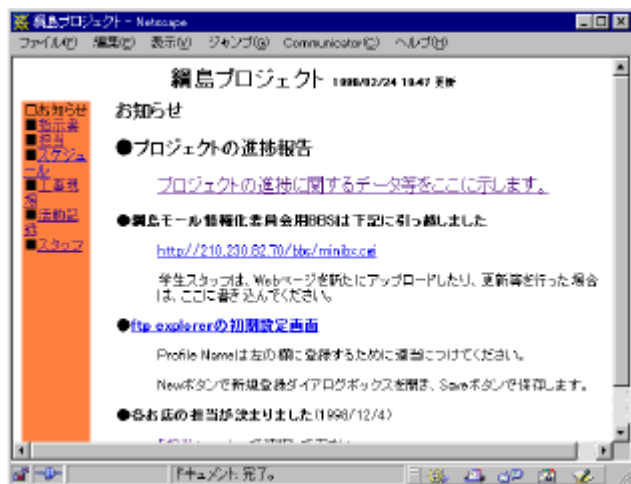 綱島プロジェクト - Netscape
ファイル(F) 編集(E) 表示(V) ジャンプ(G) Communicator(C) ヘルプ(H)
綱島プロジェクト 1999/02/24 19:47 更新
□お知らせ
■指示書
■担当
■スケジュ
ール
■工事現
場
■活動記
録
■スタッフ
お知らせ
●プロジェクトの進捗報告
プロジェクトの進捗に関するデータ等をここに示します。
●綱島モール情報化委員会用BBSは下記に引っ越しました
http://210.230.82.70/bbs/minibx.cgi
学生スタッフは、Webページを新たにアップロードしたり、更新等を行った場合
は、ここに書き込んでください。
●ftp explorerの初期設定画面
Profile Nameは左の欄に登録するために適当につけてください。
Newボタンで新規登録ダイアログボックスを開き、Saveボタンで保存します。
●各お店の担当が決まりました(1998/12/4)
ドキュメント: 完了。